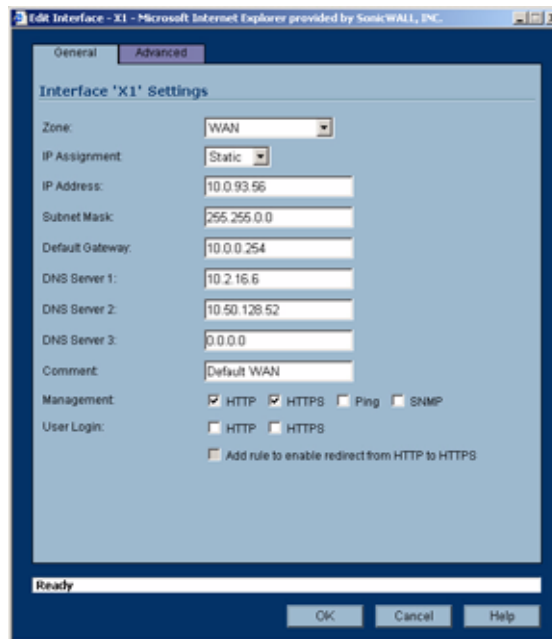 Edit Interface - X1 - Microsoft Internet Explorer provided by SonicWALL, INC.
General Advanced
Interface 'X1' Settings
Zone: WAN
IP Assignment: Static
IP Address: 10.0.93.56
Subnet Mask: 255.255.0.0
Default Gateway: 10.0.0.254
DNS Server 1: 10.2.16.6
DNS Server 2: 10.50.128.52
DNS Server 3: 0.0.0.0
Comment: Default WAN
Management: HTTP HTTPS Ping SNMP
User Login: HTTP HTTPS
Add rule to enable redirect from HTTP to HTTPS
Ready
OK Cancel Help